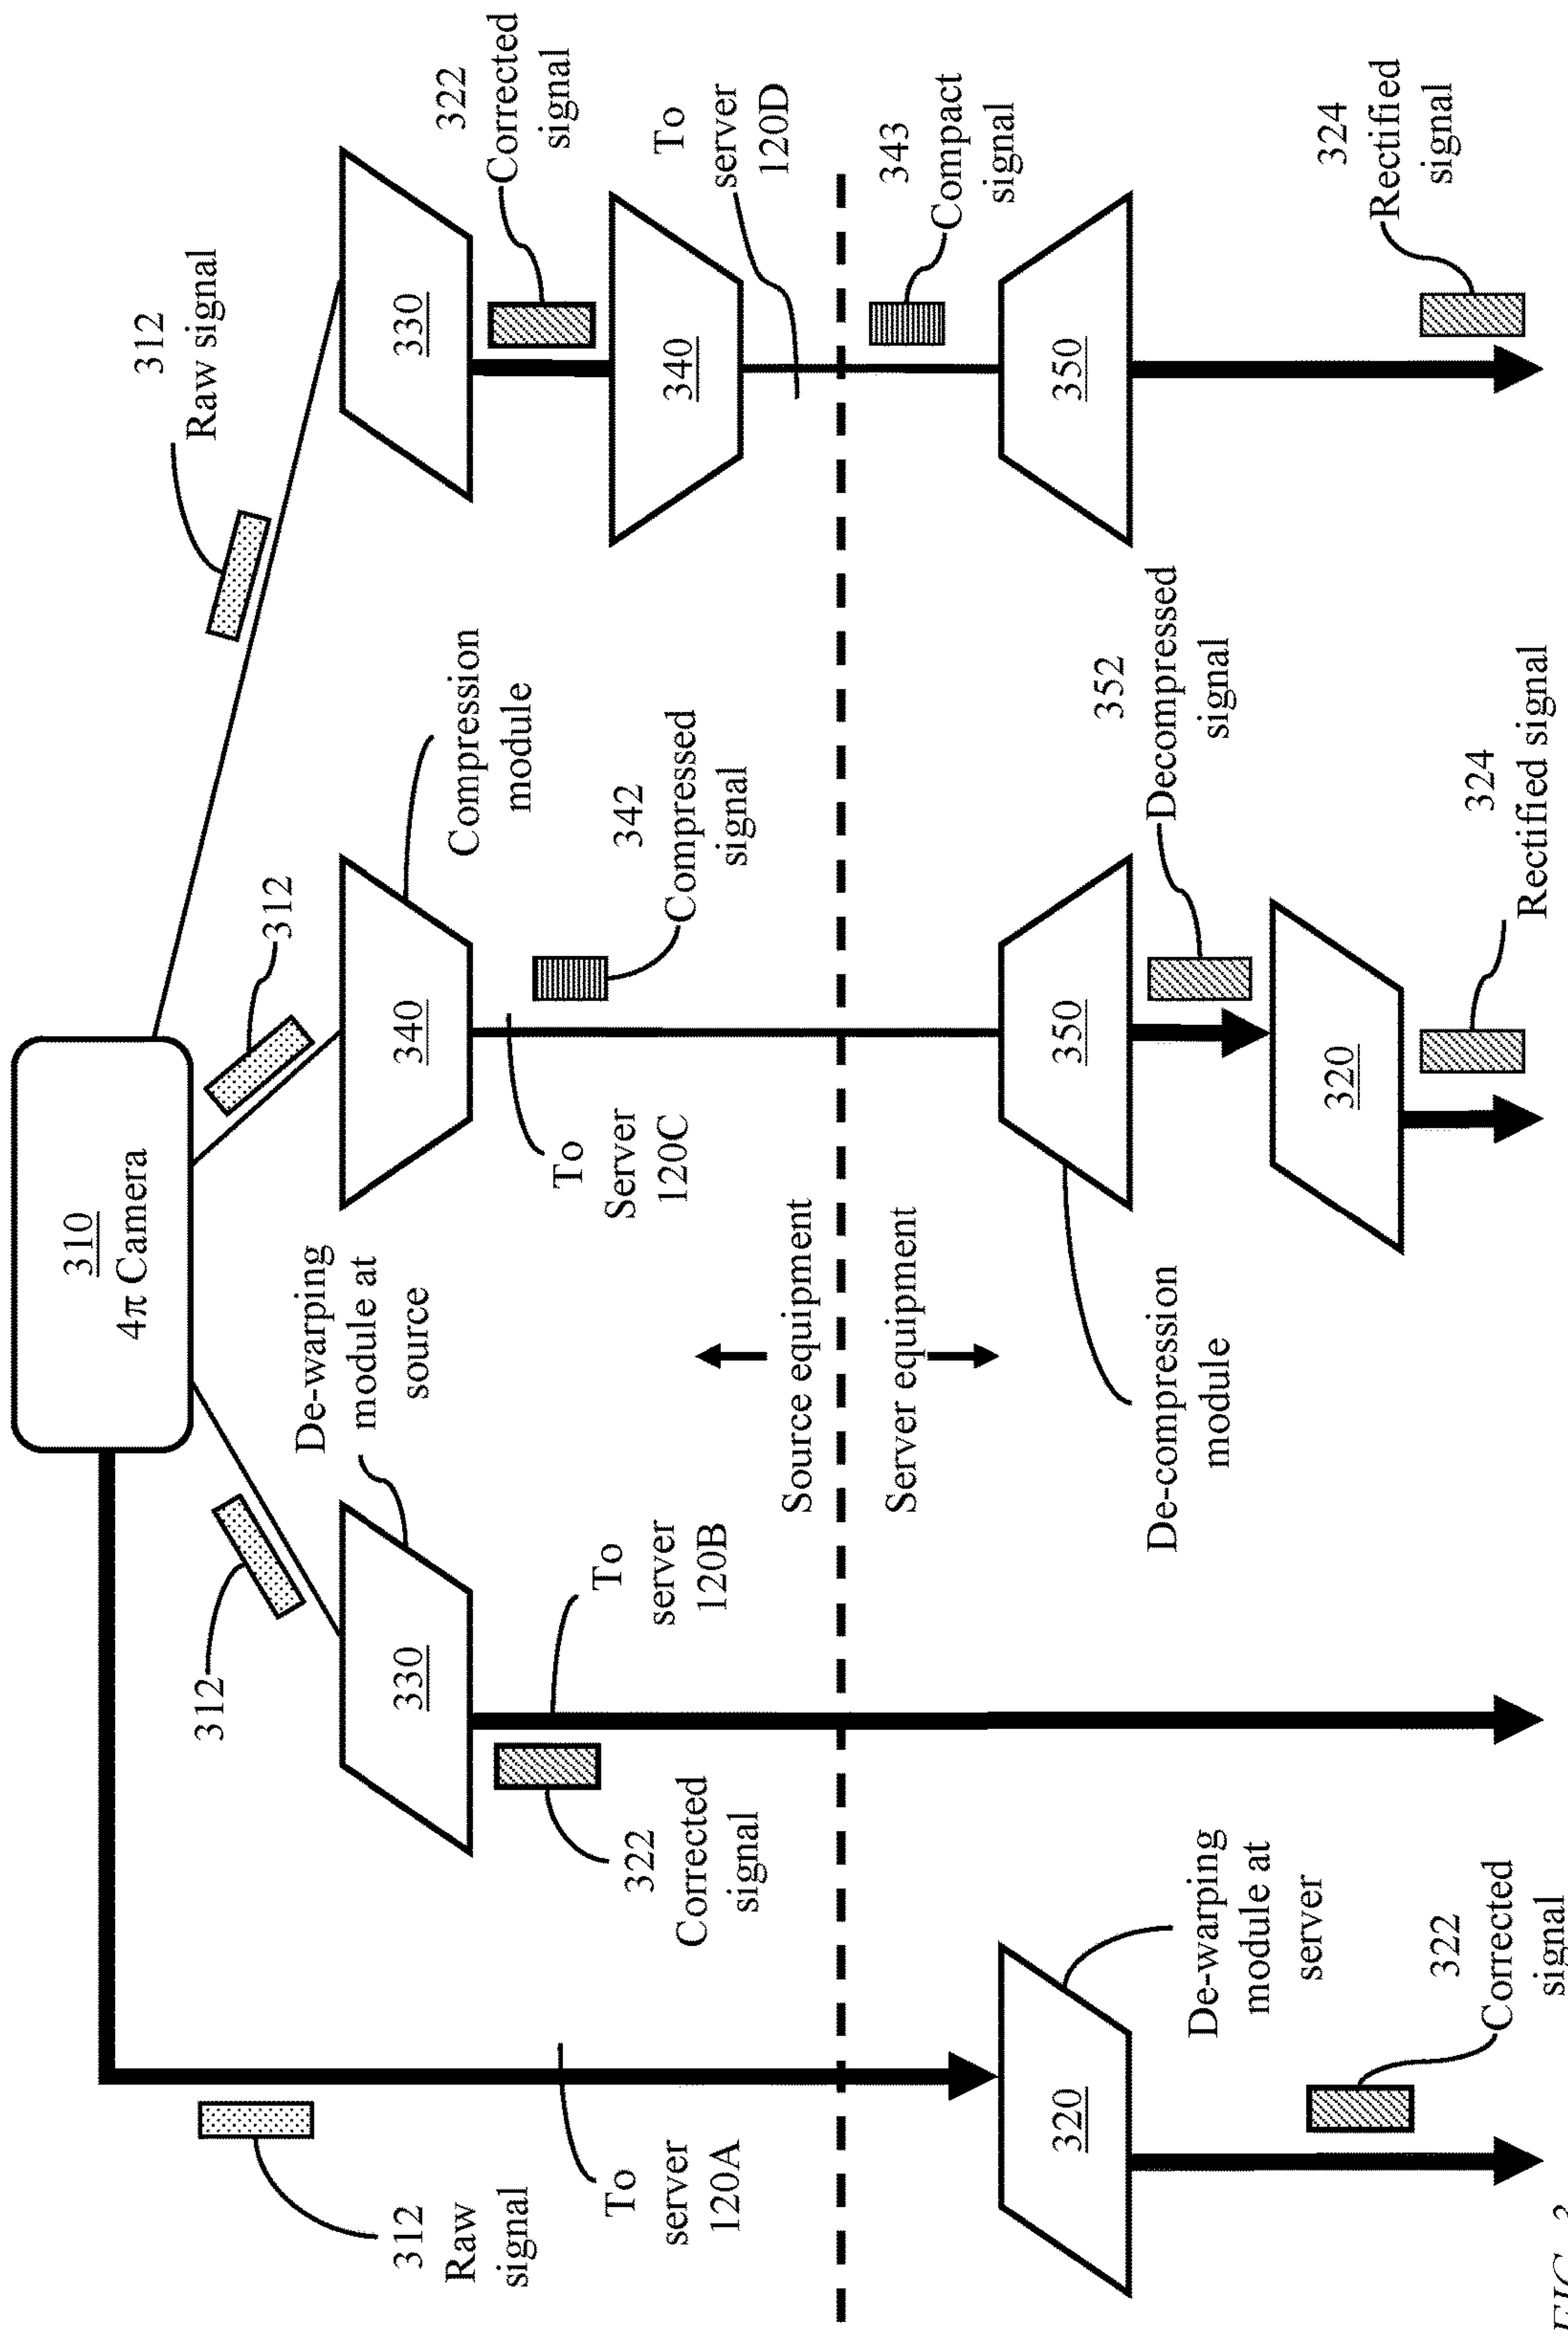 310
4π Camera
312
Raw signal
312
312
312
Raw
signal
De-warping
module at
source
330
340
Compression
module
330
322
Corrected
signal
340
To
server
120A
322
Corrected
signal
To
server
120B
To
Server
120C
342
Compressed
signal
To
server
120D
Source equipment
Server equipment
343
Compact
signal
320
De-warping
module at
server
De-compression
module
350
350
352
Decompressed
signal
320
322
Corrected
signal
324
Rectified signal
324
Rectified
signal
FIG. 3